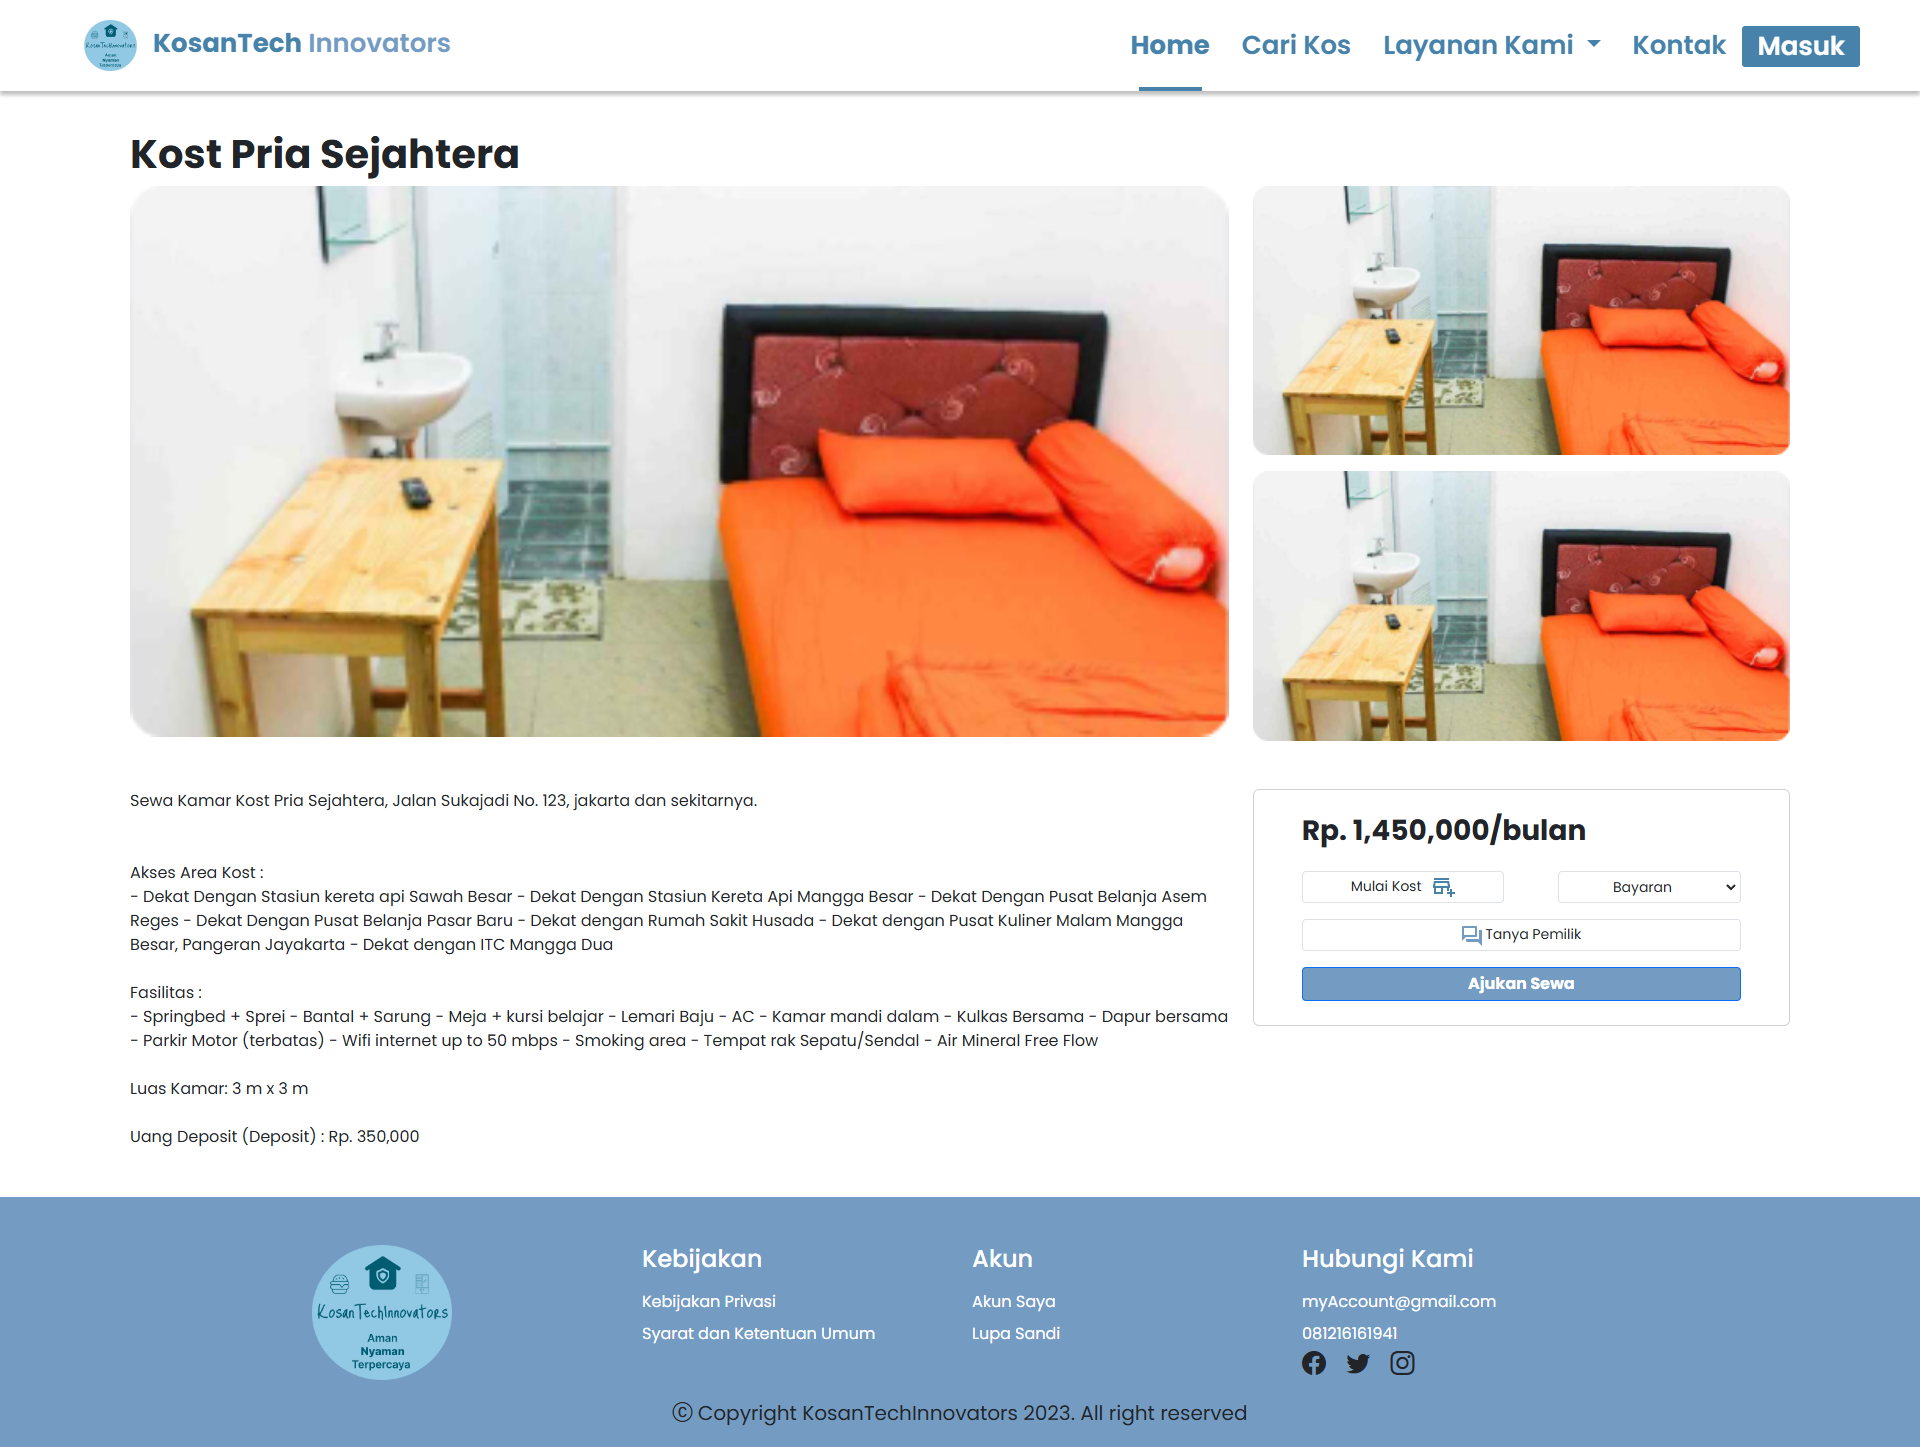 KosanTechInnovators
Aman
Nyaman
Terpercaya
KosanTech Innovators
Home
Cari Kos
Layanan Kami
Kontak
Masuk
Kost Pria Sejahtera
Sewa Kamar Kost Pria Sejahtera, Jalan Sukajadi No. 123, jakarta dan sekitarnya.
Akses Area Kost :
- Dekat Dengan Stasiun kereta api Sawah Besar - Dekat Dengan Stasiun Kereta Api Mangga Besar - Dekat Dengan Pusat Belanja Asem
Reges - Dekat Dengan Pusat Belanja Pasar Baru - Dekat dengan Rumah Sakit Husada - Dekat dengan Pusat Kuliner Malam Mangga
Besar, Pangeran Jayakarta - Dekat dengan ITC Mangga Dua
Fasilitas :
- Springbed + Sprei - Bantal + Sarung - Meja + kursi belajar - Lemari Baju - AC - Kamar mandi dalam - Kulkas Bersama - Dapur bersama
- Parkir Motor (terbatas) - Wifi internet up to 50 mbps - Smoking area - Tempat rak Sepatu/Sendal - Air Mineral Free Flow
Luas Kamar: 3 m x 3 m
Uang Deposit (Deposit) : Rp. 350,000
Rp. 1,450,000/bulan
Mulai Kost
Bayaran
Tanya Pemilik
Ajukan Sewa
KosanTechInnovators
Aman
Nyaman
Terpercaya
Kebijakan
Kebijakan Privasi
Syarat dan Ketentuan Umum
Akun
Akun Saya
Lupa Sandi
Hubungi Kami
myAccount@gmail.com
081216161941
© Copyright KosanTechInnovators 2023. All right reserved